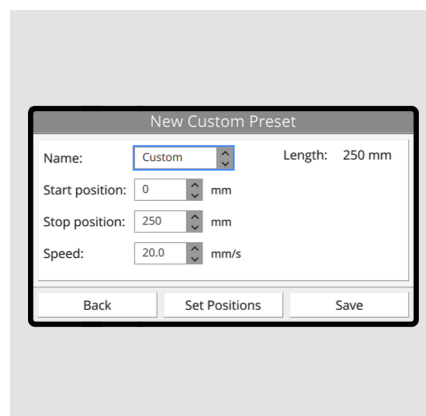 New Custom Preset
Name: Custom Length: 250 mm
Start position: 0 mm
Stop position: 250 mm
Speed: 20.0 mm/s
Back Set Positions Save